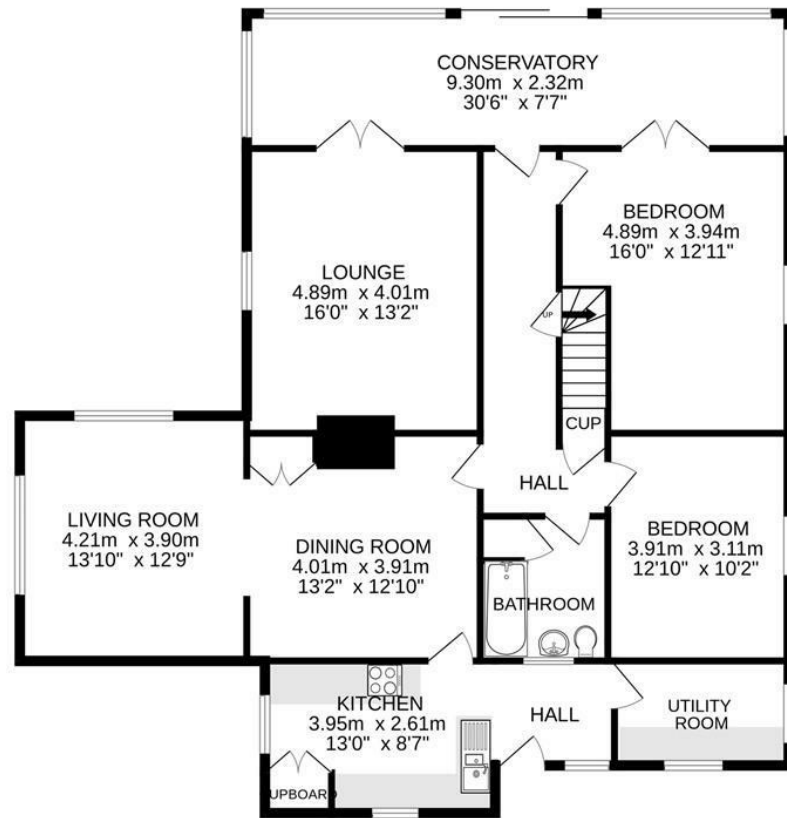 CONSERVATORY
9.30m x 2.32m
30'6" x 7'7"
LOUNGE
4.89m x 4.01m
16'0" x 13'2"
BEDROOM
4.89m x 3.94m
16'0" x 12'11"
UP
CUP
HALL
LIVING ROOM
4.21m x 3.90m
13'10" x 12'9"
DINING ROOM
4.01m x 3.91m
13'2" x 12'10"
BEDROOM
3.91m x 3.11m
12'10" x 10'2"
BATHROOM
KITCHEN
3.95m x 2.61m
13'0" x 8'7"
HALL
UTILITY
ROOM
UPBOARD